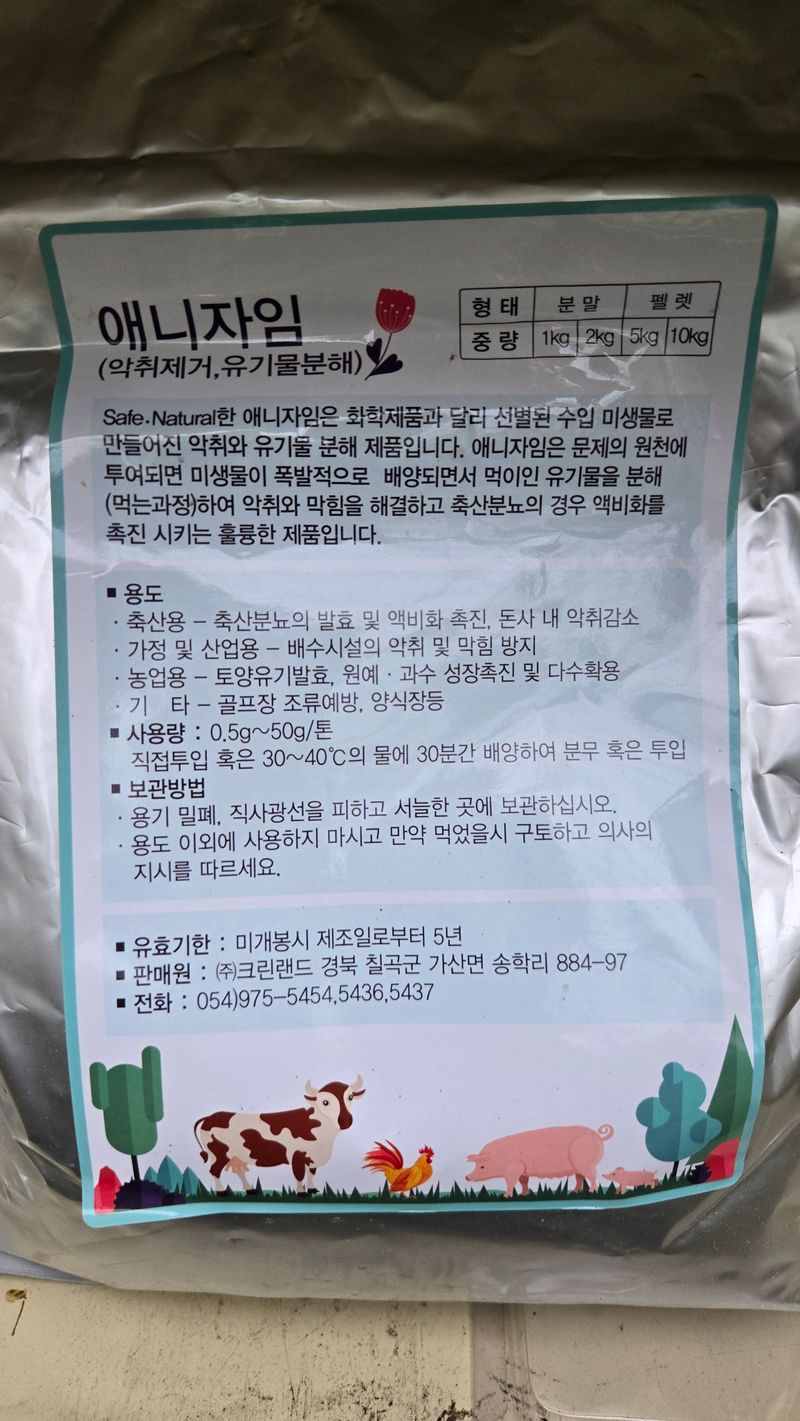 애니자임
(악취제거,유기물분해)
형태 분말 펠렛
중량 1kg 2kg 5kg 10kg
Safe·Natural한 애니자임은 화학제품과 달리 선별된 수입 미생물로
만들어진 악취와 유기물 분해 제품입니다. 애니자임은 문제의 원천에
투여되면 미생물이 폭발적으로 배양되면서 먹이인 유기물을 분해
(먹는과정)하여 악취와 막힘을 해결하고 축산분뇨의 경우 액비화를
촉진 시키는 훌륭한 제품입니다.
■ 용도
· 축산용 – 축산분뇨의 발효 및 액비화 촉진, 돈사 내 악취감소
· 가정 및 산업용 – 배수시설의 악취 및 막힘 방지
· 농업용 – 토양유기발효, 원예 · 과수 성장촉진 및 다수확용
· 기 타 – 골프장 조류예방, 양식장등
■ 사용량 : 0.5g~50g/톤
직접투입 혹은 30~40℃의 물에 30분간 배양하여 분무 혹은 투입
■ 보관방법
· 용기 밀폐, 직사광선을 피하고 서늘한 곳에 보관하십시오.
· 용도 이외에 사용하지 마시고 만약 먹었을시 구토하고 의사의
지시를 따르세요.
■ 유효기한 : 미개봉시 제조일로부터 5년
■ 판매원 : ㈜크린랜드 경북 칠곡군 가산면 송학리 884-97
■ 전화 : 054)975-5454,5436,5437